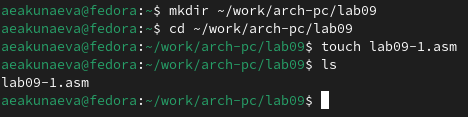 aeakunaeva@fedora:~$ mkdir ~/work/arch-pc/lab09
aeakunaeva@fedora:~$ cd ~/work/arch-pc/lab09
aeakunaeva@fedora:~/work/arch-pc/lab09$ touch lab09-1.asm
aeakunaeva@fedora:~/work/arch-pc/lab09$ ls
lab09-1.asm
aeakunaeva@fedora:~/work/arch-pc/lab09$